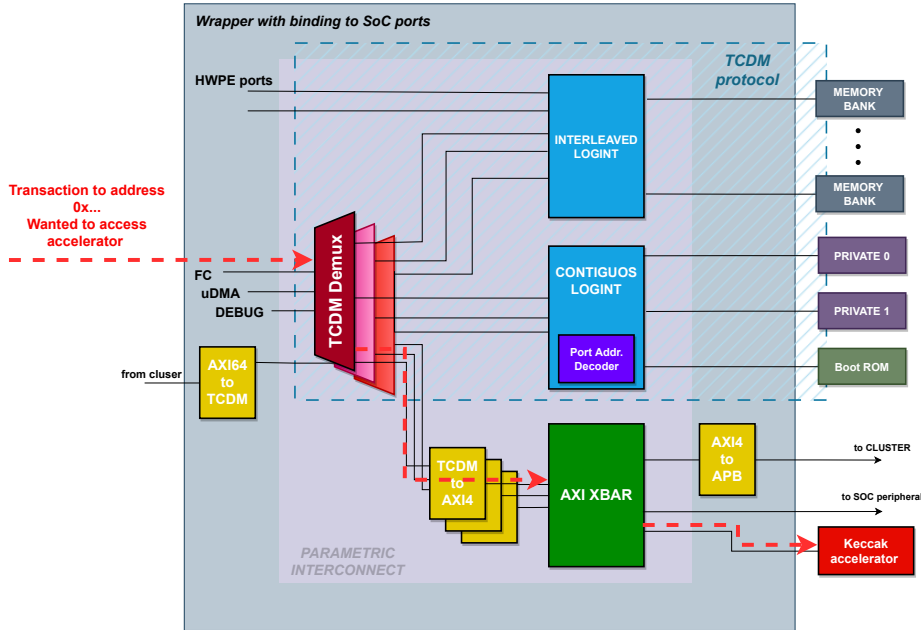 Wrapper with binding to SoC ports
TCDM
protocol
HWPE ports
MEMORY
BANK
INTERLEAVED
LOGINT
MEMORY
BANK
Transaction to address
0x...
Wanted to access
accelerator
TCDM Demux
FC
uDMA
DEBUG
CONTIGUOS
LOGINT
Port Addr.
Decoder
PRIVATE 0
PRIVATE 1
Boot ROM
from cluser
AXI64
to
TCDM
TCDM
to
AXI4
AXI XBAR
AXI4
to
APB
to CLUSTER
to SOC peripheral
Keccak
accelerator
PARAMETRIC
INTERCONNECT